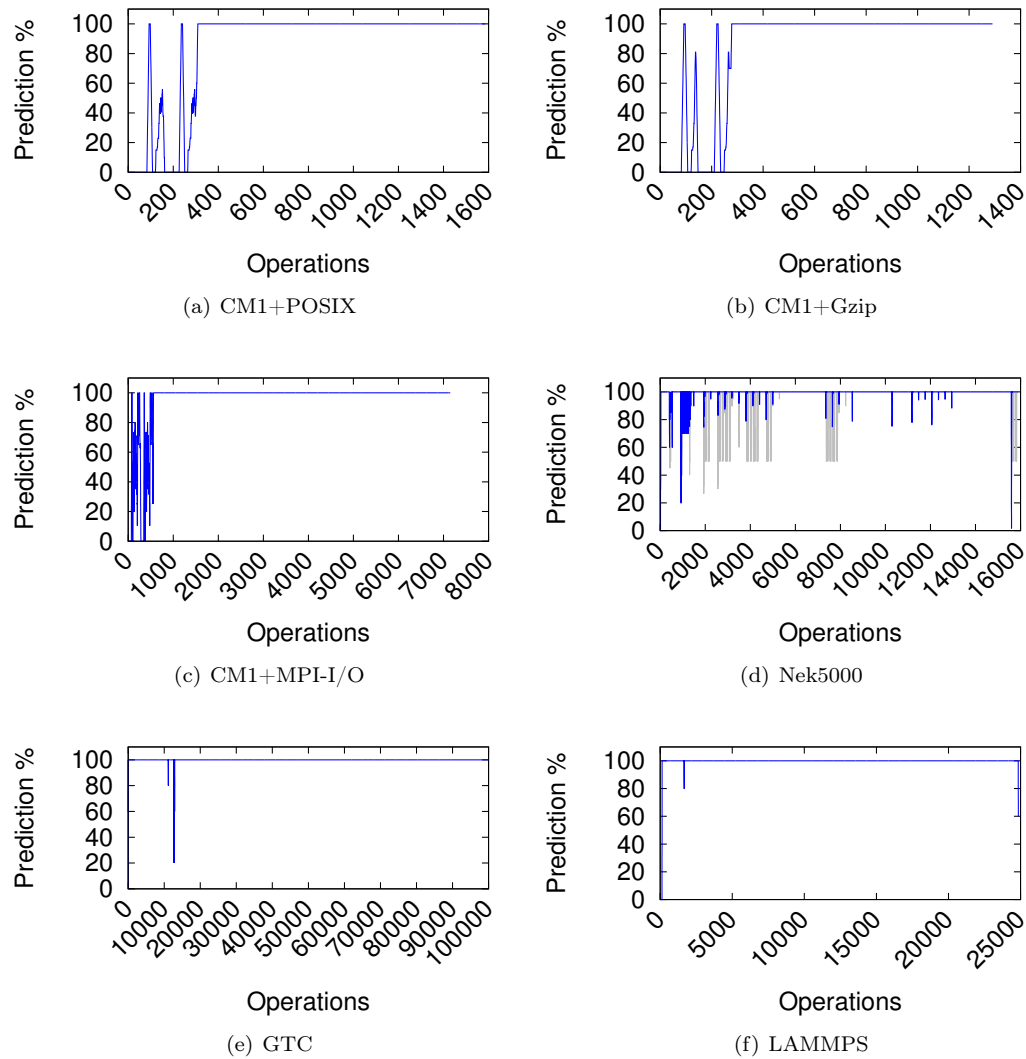 Prediction %
100
80
60
40
20
0
0 200 400 600 800 1000 1200 1400 1600
Operations
(a) CM1+POSIX
Prediction %
100
80
60
40
20
0
0 200 400 600 800 1000 1200 1400
Operations
(b) CM1+Gzip
Prediction %
100
80
60
40
20
0
0 1000 2000 3000 4000 5000 6000 7000 8000
Operations
(c) CM1+MPI-I/O
Prediction %
100
80
60
40
20
0
0 2000 4000 6000 8000 10000 12000 14000 16000
Operations
(d) Nek5000
Prediction %
100
80
60
40
20
0
0 10000 20000 30000 40000 50000 60000 70000 80000 90000 100000
Operations
(e) GTC
Prediction %
100
80
60
40
20
0
0 5000 10000 15000 20000 25000
Operations
(f) LAMMPS